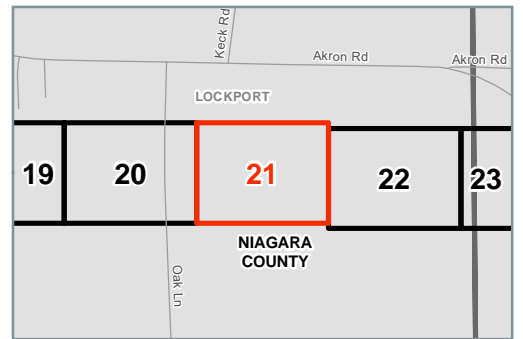 Keck Rd
Akron Rd
Akron Rd
LOCKPORT
19
20
21
22
23
NIAGARA
COUNTY
Oak Ln